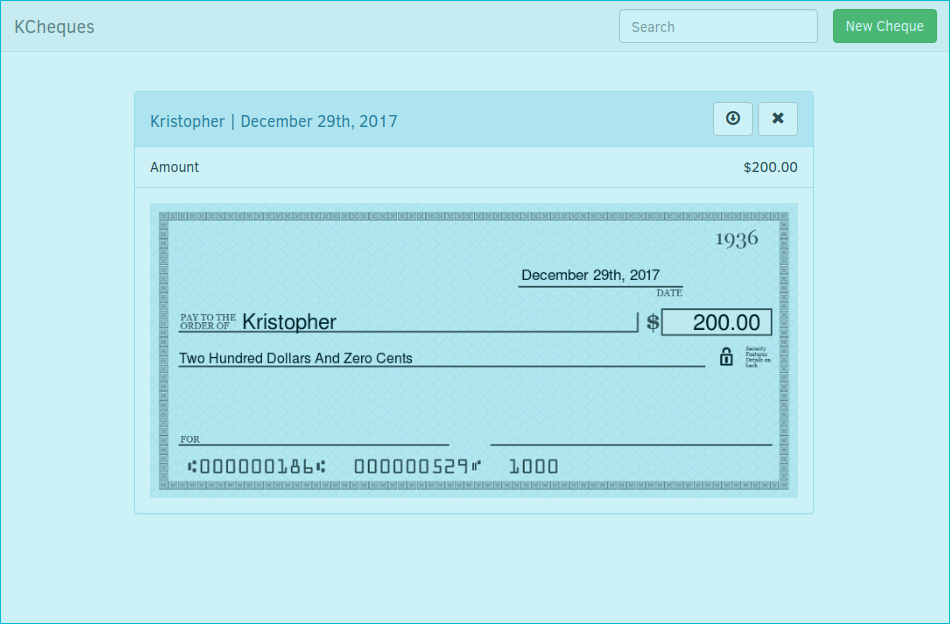 KCheques
Search
New Cheque
Kristopher | December 29th, 2017
Amount
$200.00
1936
December 29th, 2017
DATE
PAY TO THE
ORDER OF
Kristopher
$
200.00
Two Hundred Dollars And Zero Cents
Security
Features
Details on
back
FOR
⑆000000186⑆ 000000529⑈ 1000